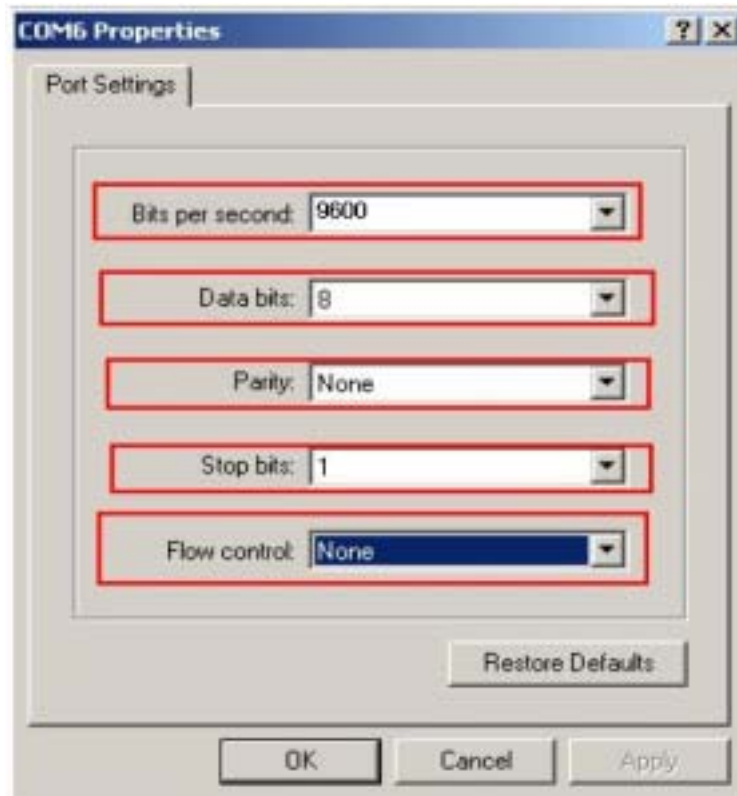 COM6 Properties
Port Settings
Bits per second: 9600
Data bits: 8
Parity: None
Stop bits: 1
Flow control: None
Restore Defaults
OK Cancel Apply